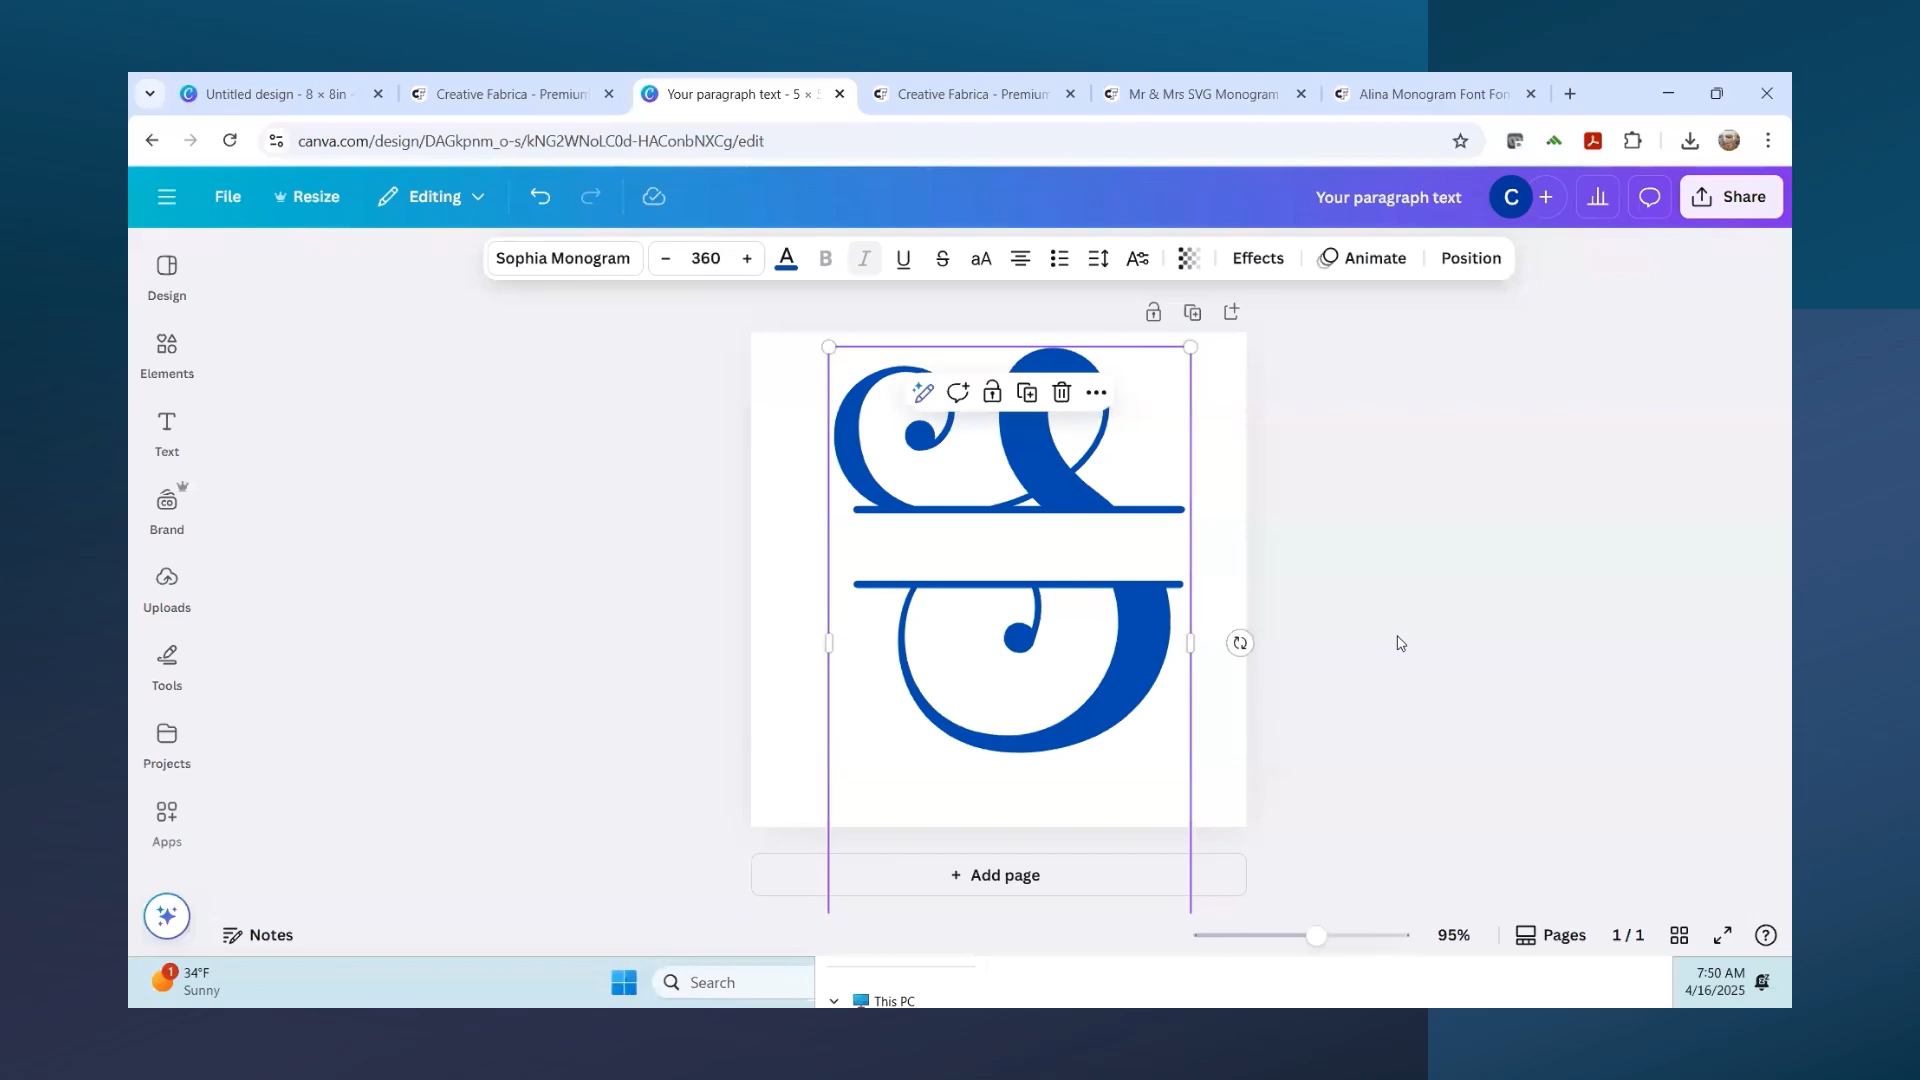 Untitled design - 8 × 8in -
Creative Fabrica - Premium
Your paragraph text - 5 ×
Creative Fabrica - Premium
Mr & Mrs SVG Monogram
Alina Monogram Font Fon
canva.com/design/DAGkpnm_o-s/kNG2WNoLC0d-HAConbNXCg/edit
File
Resize
Editing
Your paragraph text
C
Share
Sophia Monogram
− 360 +
A
B
I
U
S
aA
Effects
Animate
Position
Design
Elements
Text
Brand
Uploads
Tools
Projects
Apps
+ Add page
Notes
95%
Pages
1 / 1
1
34°F
Sunny
Search
This PC
7:50 AM
4/16/2025